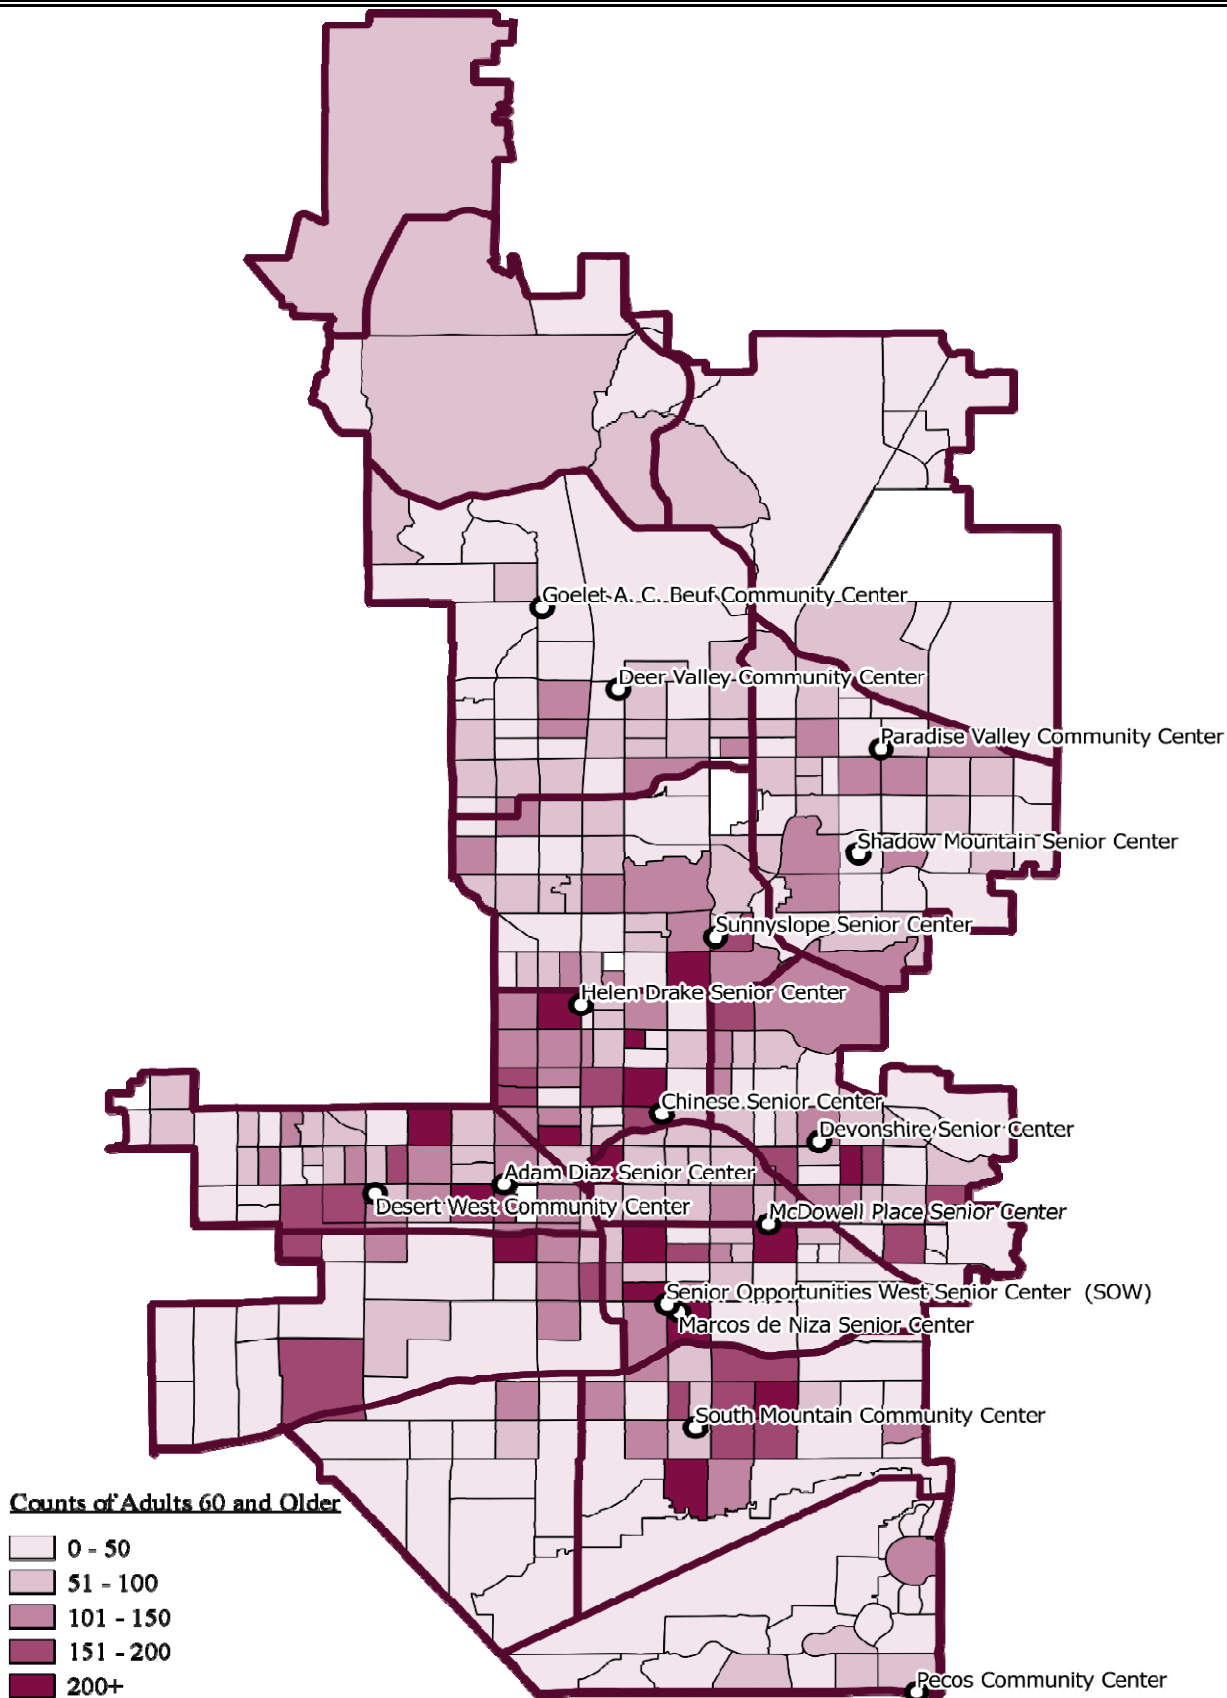 Goelet A. C. Beuf Community Center
Deer Valley Community Center
Paradise Valley Community Center
Shadow Mountain Senior Center
Sunnyslope Senior Center
Helen Drake Senior Center
Chinese Senior Center
Devonshire Senior Center
Adam Diaz Senior Center
Desert West Community Center
McDowell Place Senior Center
Senior Opportunities West Senior Center (SOW)
Marcos de Niza Senior Center
South Mountain Community Center
Counts of Adults 60 and Older
0 - 50
51 - 100
101 - 150
151 - 200
200+
Pecos Community Center